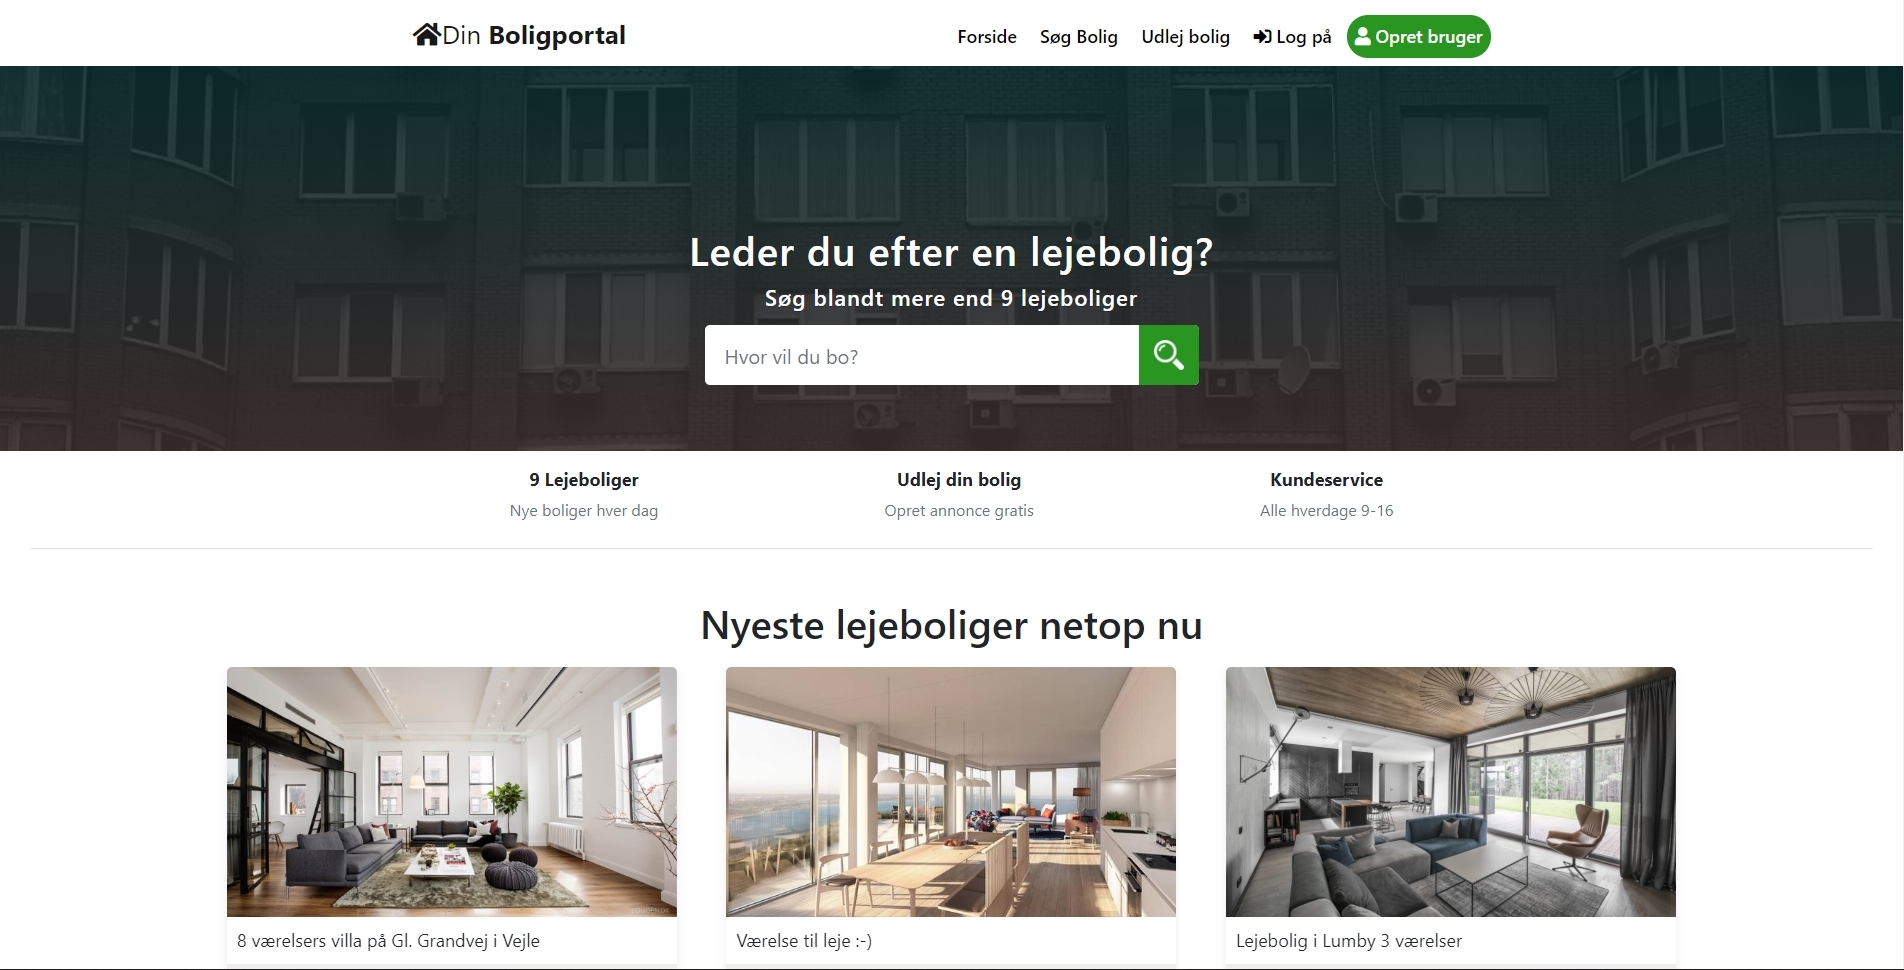 Din Boligportal
Forside Søg Bolig Udlej bolig Log på Opret bruger
Leder du efter en lejebolig?
Søg blandt mere end 9 lejeboliger
Hvor vil du bo?
9 Lejeboliger Udlej din bolig Kundeservice
Nye boliger hver dag Opret annonce gratis Alle hverdage 9-16
Nyeste lejeboliger netop nu
8 værelsers villa på Gl. Grandvej i Vejle
Værelse til leje :-)
Lejebolig i Lumby 3 værelser